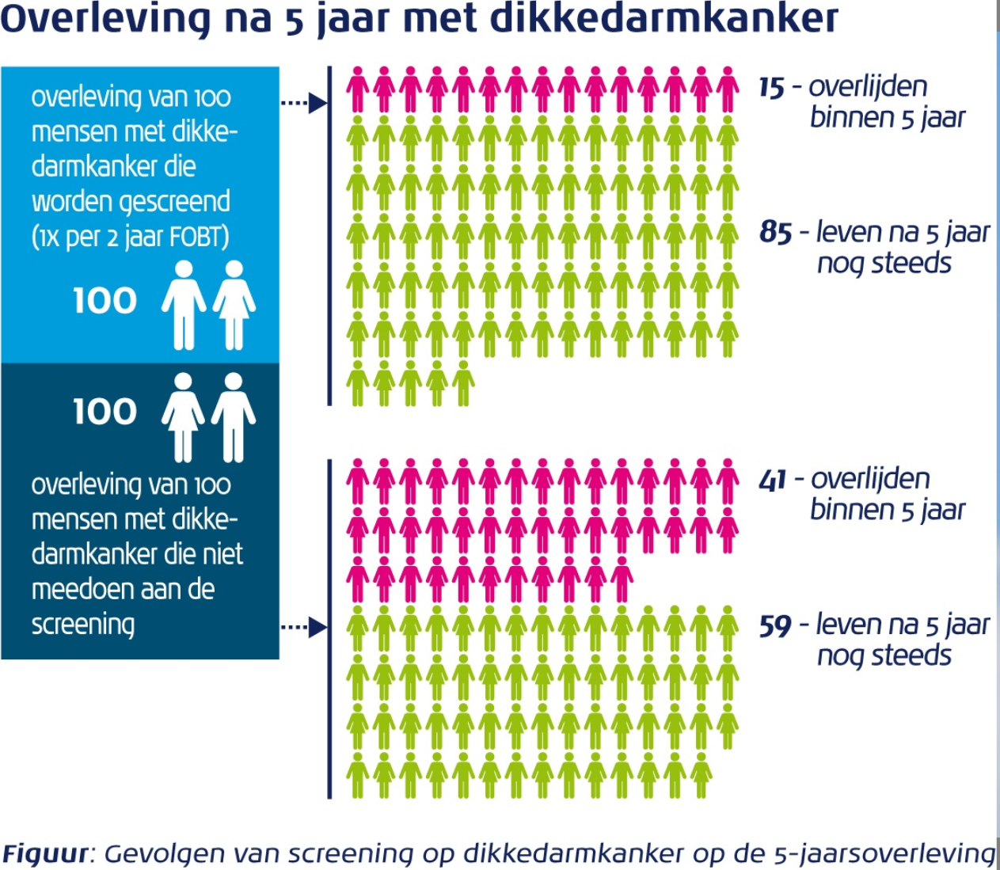 Overleving na 5 jaar met dikkedarmkanker
overleving van 100
mensen met dikke-
darmkanker die
worden gescreend
(1x per 2 jaar FOBT)
100
15 - overlijden
binnen 5 jaar
85 - leven na 5 jaar
nog steeds
100
overleving van 100
mensen met dikke-
darmkanker die niet
meedoen aan de
screening
41 - overlijden
binnen 5 jaar
59 - leven na 5 jaar
nog steeds
Figuur: Gevolgen van screening op dikkedarmkanker op de 5-jaarsoverleving